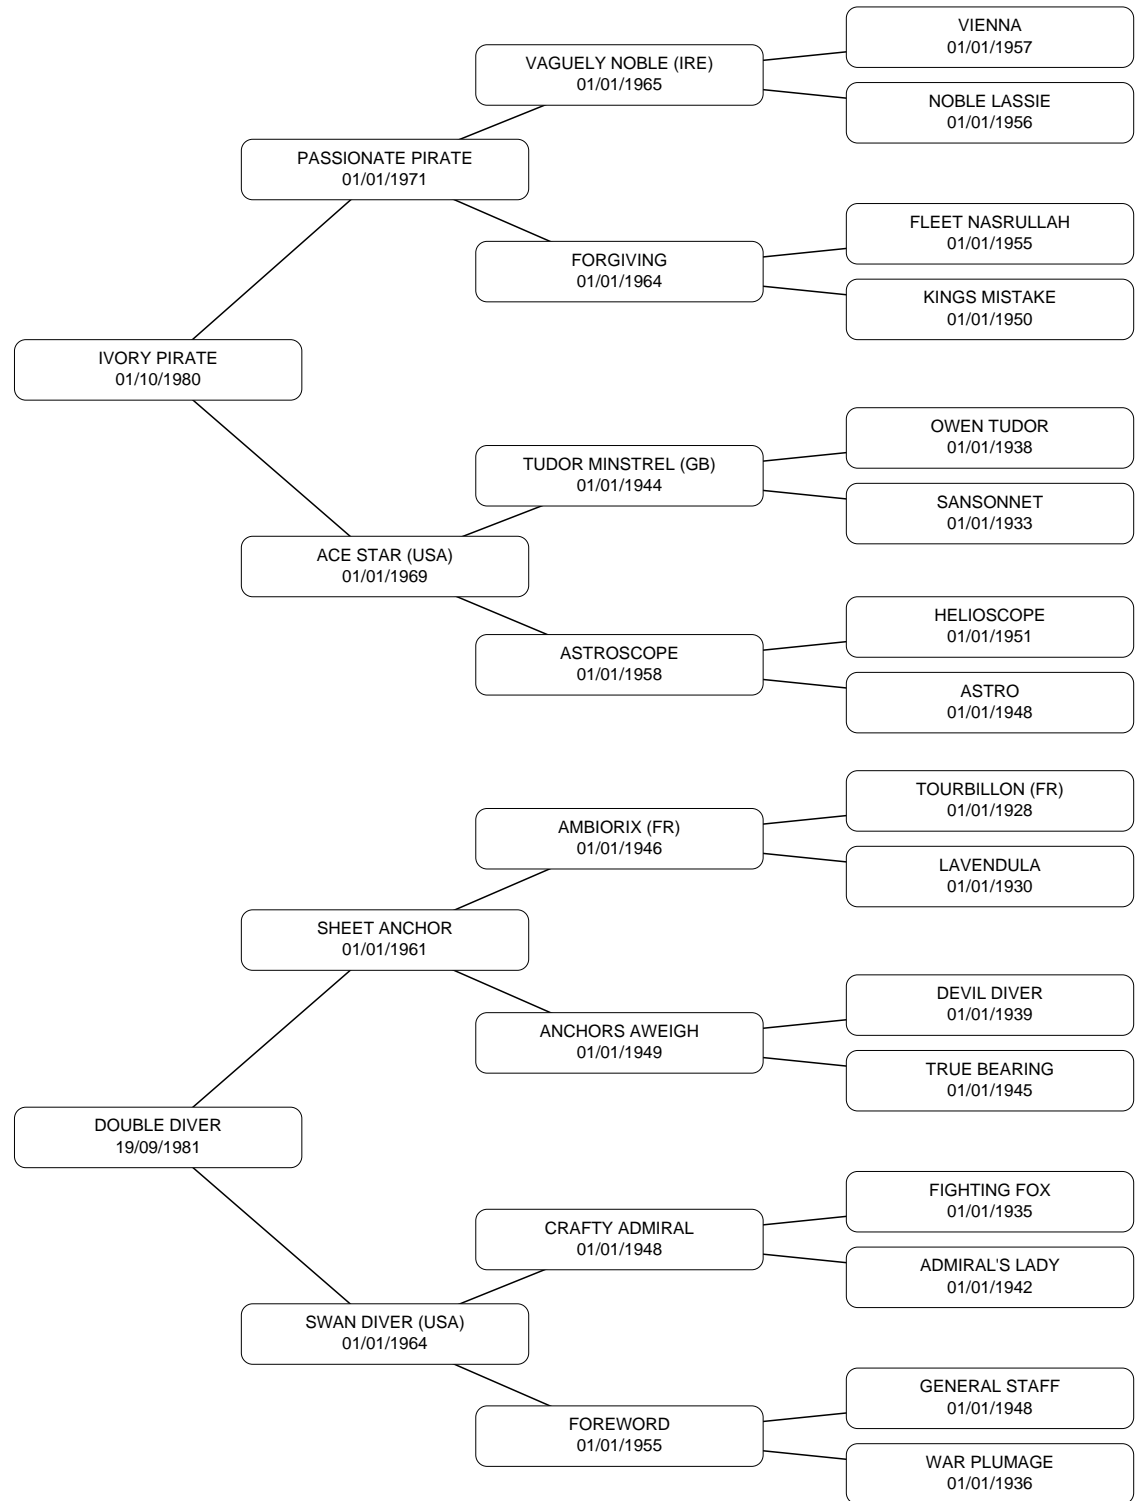 VIENNA
01/01/1957
VAGUELY NOBLE (IRE)
01/01/1965
NOBLE LASSIE
01/01/1956
PASSIONATE PIRATE
01/01/1971
FLEET NASRULLAH
01/01/1955
FORGIVING
01/01/1964
KINGS MISTAKE
01/01/1950
IVORY PIRATE
01/10/1980
OWEN TUDOR
01/01/1938
TUDOR MINSTREL (GB)
01/01/1944
SANSONNET
01/01/1933
ACE STAR (USA)
01/01/1969
HELIOSCOPE
01/01/1951
ASTROSCOPE
01/01/1958
ASTRO
01/01/1948
TOURBILLON (FR)
01/01/1928
AMBIORIX (FR)
01/01/1946
LAVENDULA
01/01/1930
SHEET ANCHOR
01/01/1961
DEVIL DIVER
01/01/1939
ANCHORS AWEIGH
01/01/1949
TRUE BEARING
01/01/1945
DOUBLE DIVER
19/09/1981
FIGHTING FOX
01/01/1935
CRAFTY ADMIRAL
01/01/1948
ADMIRAL'S LADY
01/01/1942
SWAN DIVER (USA)
01/01/1964
GENERAL STAFF
01/01/1948
FOREWORD
01/01/1955
WAR PLUMAGE
01/01/1936